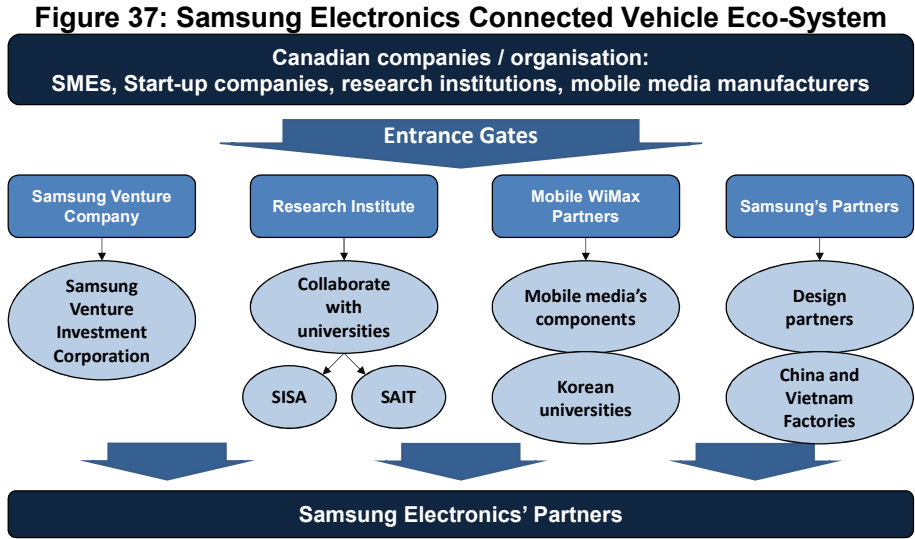 Figure 37: Samsung Electronics Connected Vehicle Eco-System
Canadian companies / organisation:
SMEs, Start-up companies, research institutions, mobile media manufacturers
Entrance Gates
Samsung Venture
Company
Research Institute
Mobile WiMax
Partners
Samsung's Partners
Samsung
Venture
Investment
Corporation
Collaborate
with
universities
Mobile media’s
components
Design
partners
SISA
SAIT
Korean
universities
China and
Vietnam
Factories
Samsung Electronics' Partners